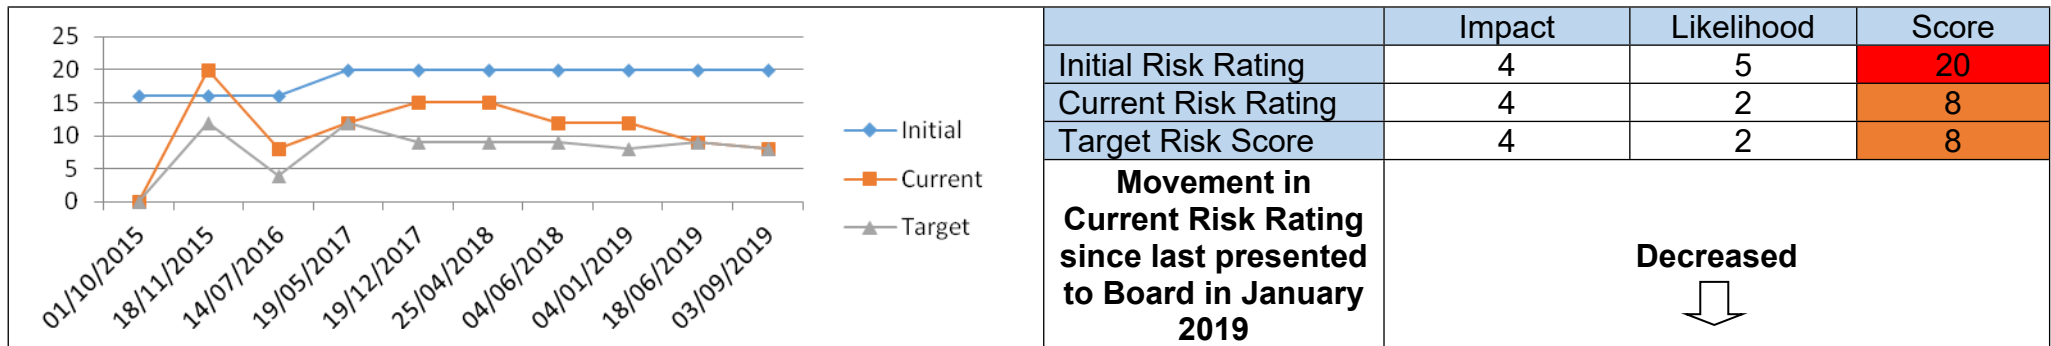 25
20
15
10
5
0
01/10/2015
18/11/2015
14/07/2016
19/05/2017
19/12/2017
25/04/2018
04/06/2018
04/01/2019
18/06/2019
03/09/2019
Initial
Current
Target
Impact Likelihood Score
Initial Risk Rating 4 5 20
Current Risk Rating 4 2 8
Target Risk Score 4 2 8
Movement in
Current Risk Rating
since last presented
to Board in January
2019
Decreased